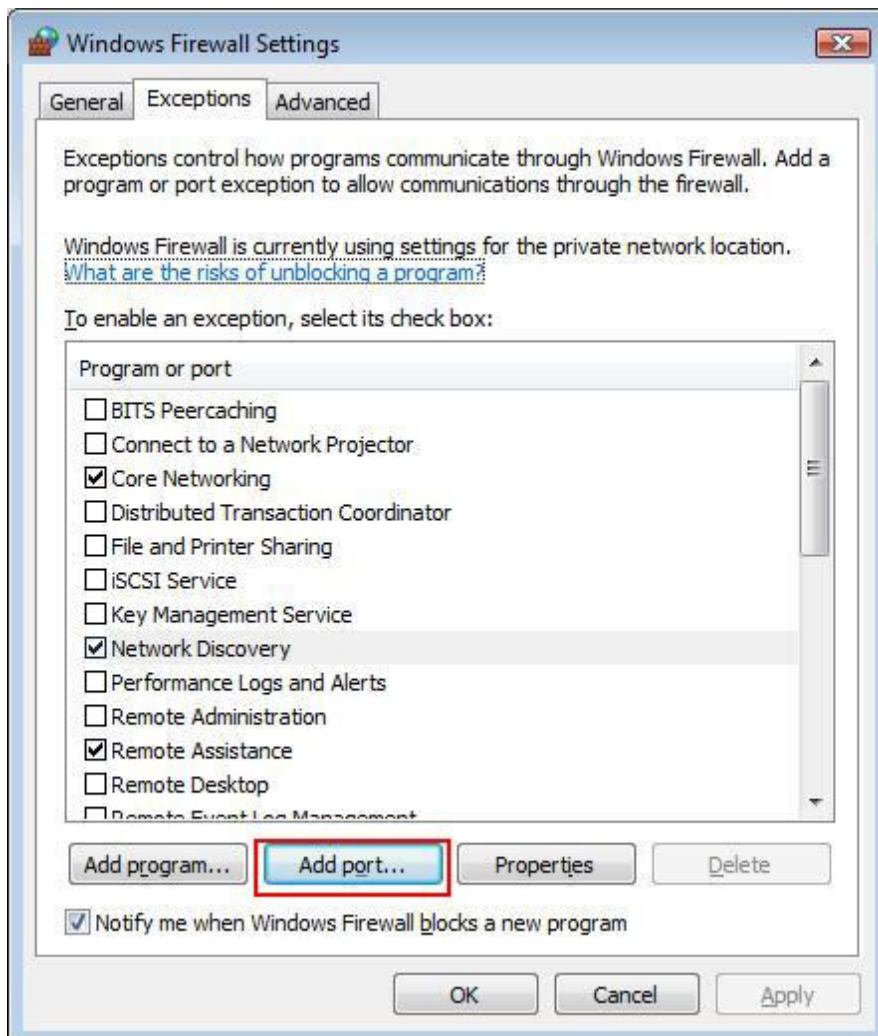 Windows Firewall Settings
General Exceptions Advanced
Exceptions control how programs communicate through Windows Firewall. Add a
program or port exception to allow communications through the firewall.
Windows Firewall is currently using settings for the private network location.
What are the risks of unblocking a program?
To enable an exception, select its check box:
Program or port
BITS Peercaching
Connect to a Network Projector
Core Networking
Distributed Transaction Coordinator
File and Printer Sharing
iSCSI Service
Key Management Service
Network Discovery
Performance Logs and Alerts
Remote Administration
Remote Assistance
Remote Desktop
Remote Event Log Management
Add program... Add port... Properties Delete
Notify me when Windows Firewall blocks a new program
OK Cancel Apply